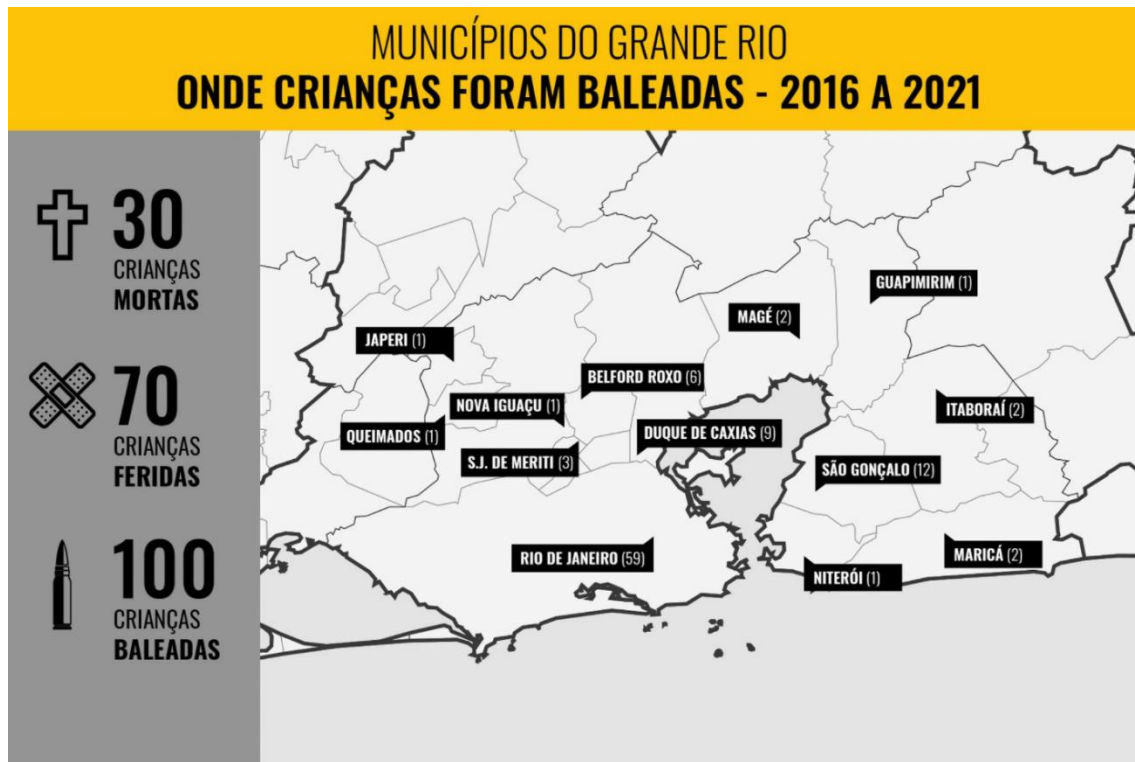 MUNICÍPIOS DO GRANDE RIO
ONDE CRIANÇAS FORAM BALEADAS - 2016 A 2021
30
CRIANÇAS
MORTAS
70
CRIANÇAS
FERIDAS
100
CRIANÇAS
BALEADAS
GUAPIMIRIM (1)
MAGÉ (2)
JAPERI (1)
BELFORD ROXO (6)
NOVA IGUAÇU (1)
ITABORAÍ (2)
QUEIMADOS (1)
DUQUE DE CAXIAS (9)
S.J. DE MERITI (3)
SÃO GONÇALO (12)
RIO DE JANEIRO (59)
MARICÁ (2)
NITERÓI (1)